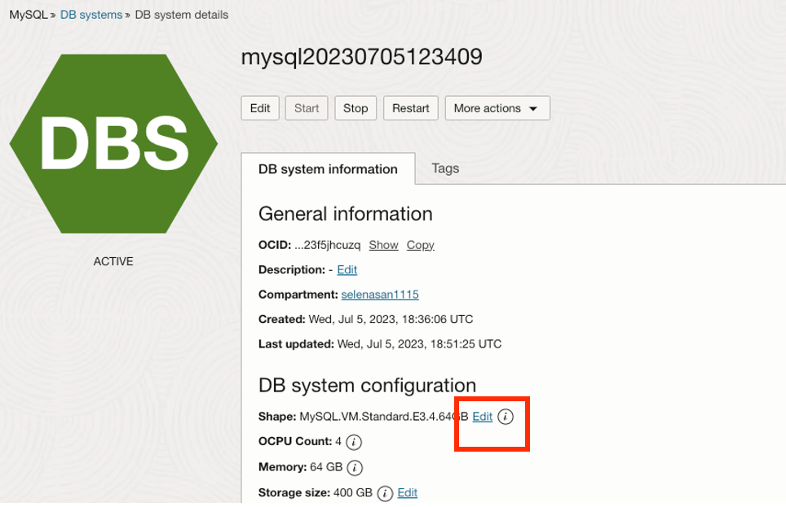 MySQL » DB systems » DB system details
DBS
ACTIVE
mysql20230705123409
Edit Start Stop Restart More actions
DB system information Tags
General information
OCID: ...23f5jhcuzq Show Copy
Description: - Edit
Compartment: selenasan1115
Created: Wed, Jul 5, 2023, 18:36:06 UTC
Last updated: Wed, Jul 5, 2023, 18:51:25 UTC
DB system configuration
Shape: MySQL.VM.Standard.E3.4.64GB Edit i
OCPU Count: 4 i
Memory: 64 GB i
Storage size: 400 GB i Edit